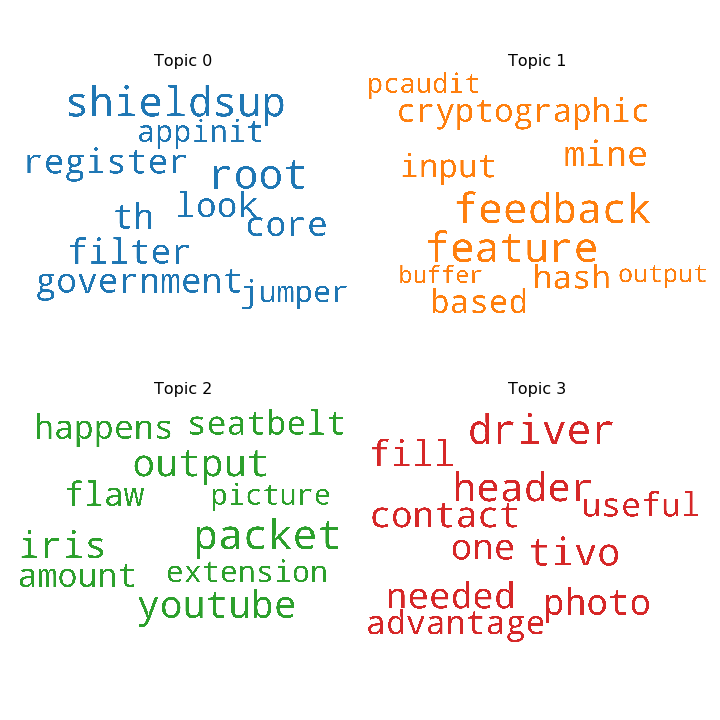 Topic 0
shieldsup
appinit
register
root
look
th
core
filter
government
jumper
Topic 1
pcaudit
cryptographic
mine
input
feedback
feature
buffer
hash
output
based
Topic 2
happens
seatbelt
output
flaw
picture
packet
iris
amount
extension
youtube
Topic 3
driver
fill
header
useful
contact
one
tivo
needed
photo
advantage